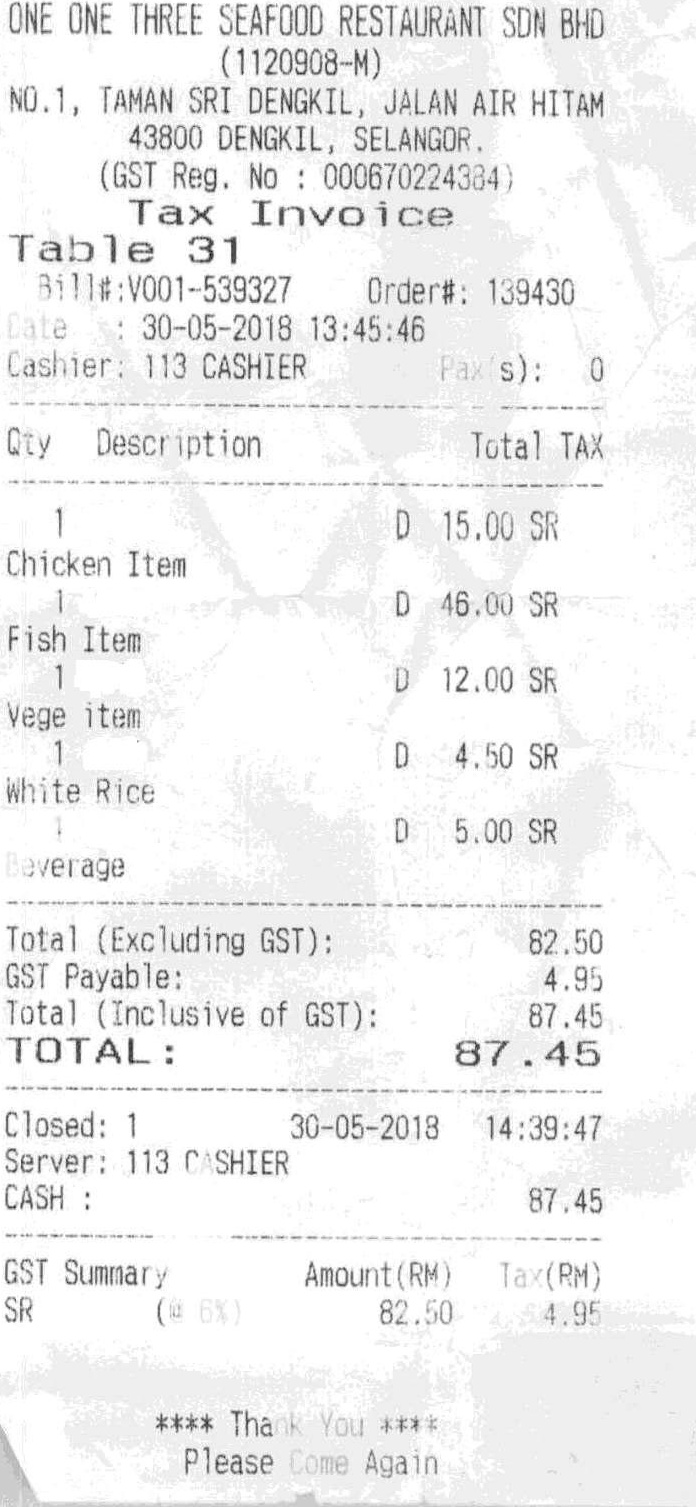 ONE ONE THREE SEAFOOD RESTAURANT SDN BHD
(1120908-M)
NO.1, TAMAN SRI DENGKIL, JALAN AIR HITAM
43800 DENGKIL, SELANGOR.
(GST Reg. No : 000670224384)
Tax Invoice
Table 31
Bill#:V001-539327 Order#: 139430
Date : 30-05-2018 13:45:46
Cashier: 113 CASHIER Pax(s): 0
Qty Description Total TAX
1 D 15.00 SR
Chicken Item
1 D 46.00 SR
Fish Item
1 D 12.00 SR
Vege item
1 D 4.50 SR
White Rice
1 D 5.00 SR
Beverage
Total (Excluding GST): 82.50
GST Payable: 4.95
Total (Inclusive of GST): 87.45
TOTAL: 87.45
Closed: 1 30-05-2018 14:39:47
Server: 113 CASHIER
CASH : 87.45
GST Summary Amount(RM) Tax(RM)
SR (@ 6%) 82.50 4.95
**** Thank You ****
Please Come Again